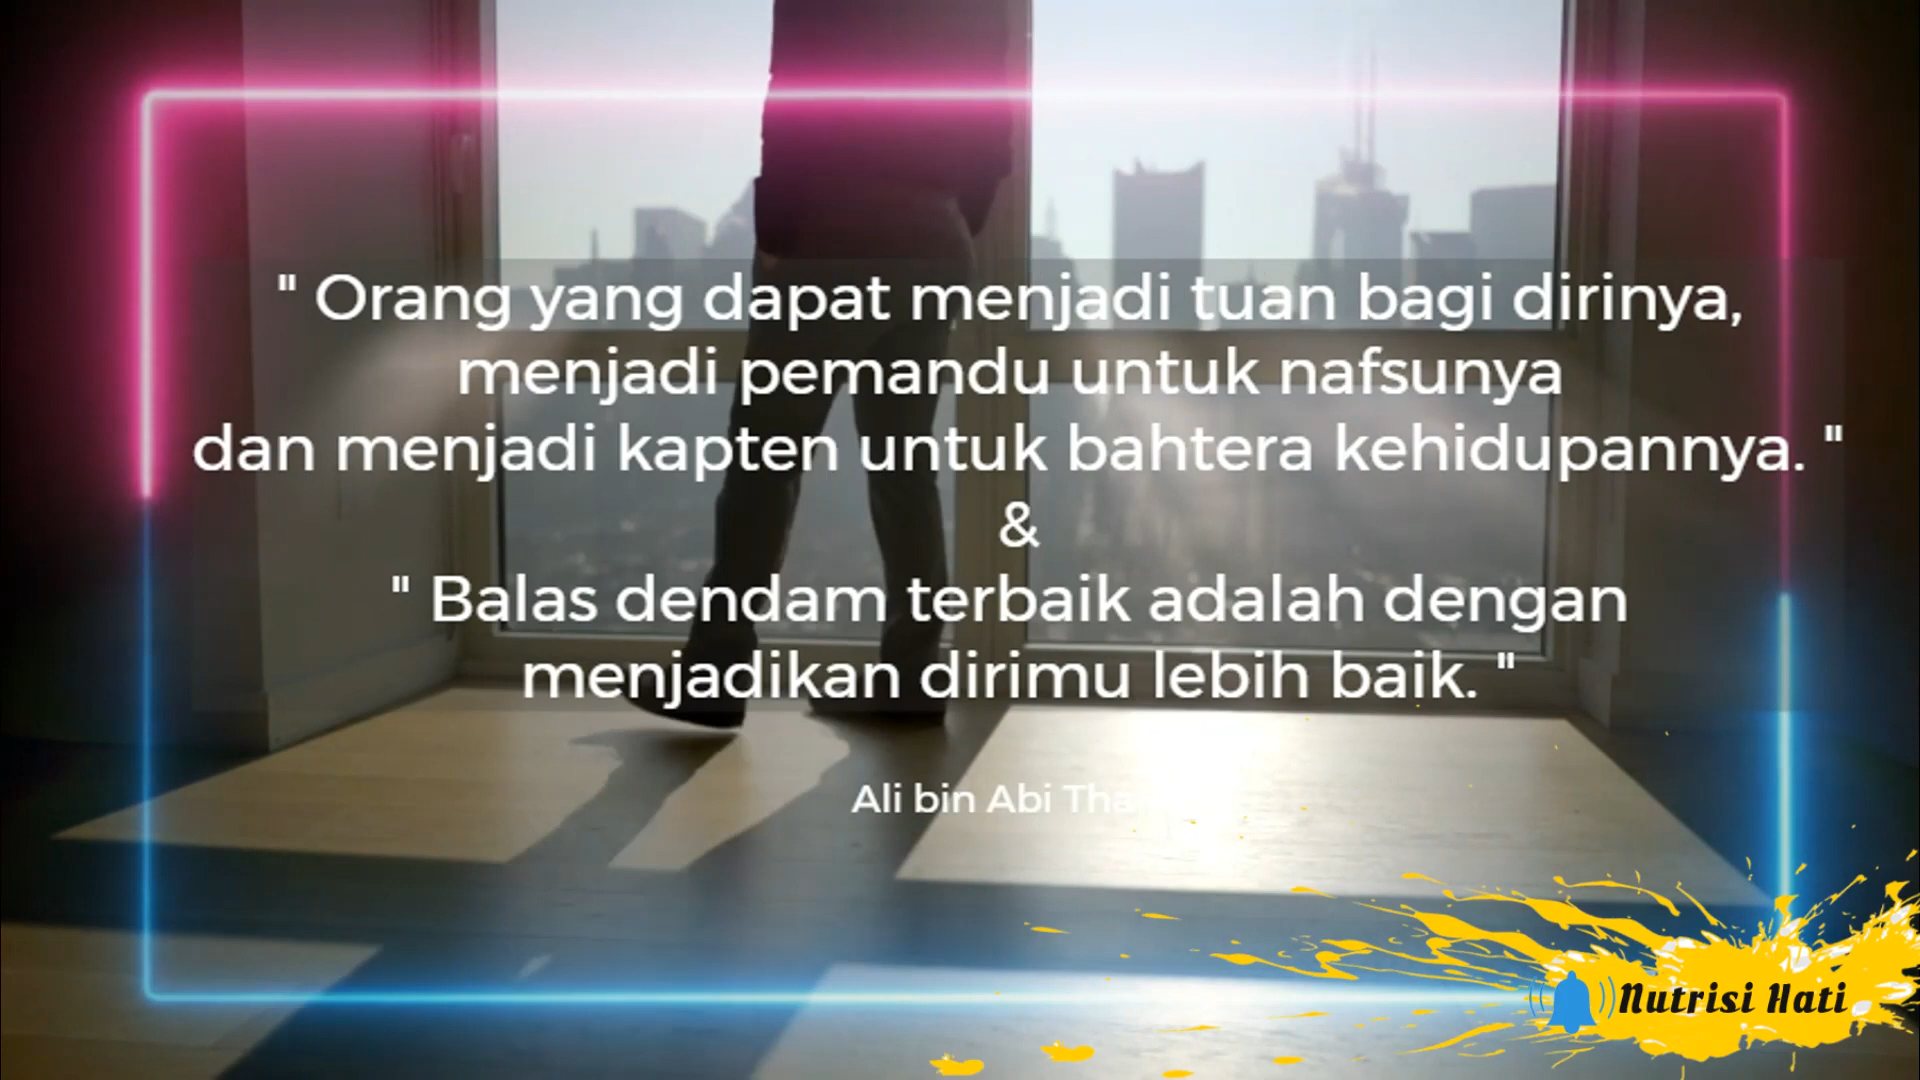 " Orang yang dapat menjadi tuan bagi dirinya,
menjadi pemandu untuk nafsunya
dan menjadi kapten untuk bahtera kehidupannya. "
&
" Balas dendam terbaik adalah dengan
menjadikan dirimu lebih baik. "
Ali bin Abi
Nutrisi Hati